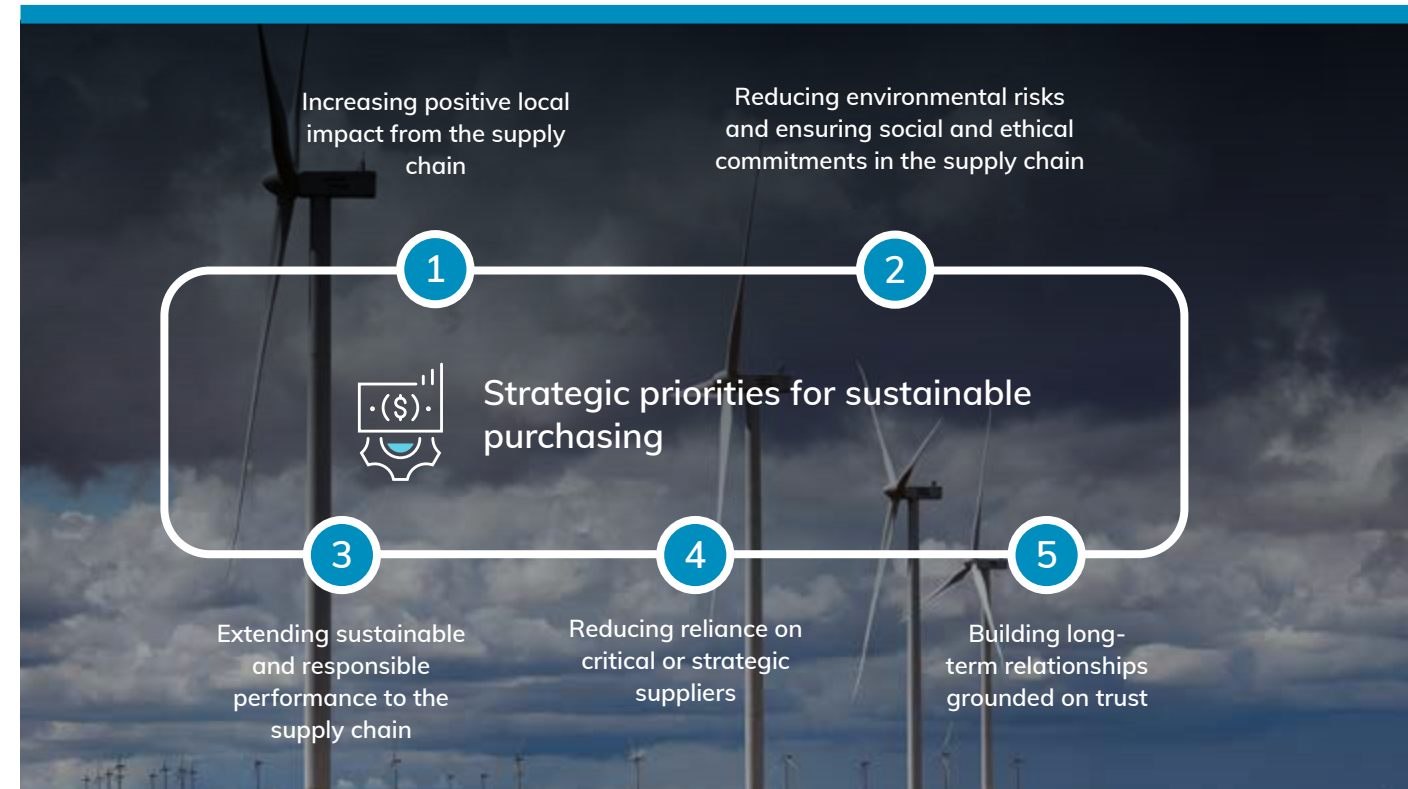 Increasing positive local
impact from the supply
chain
Reducing environmental risks
and ensuring social and ethical
commitments in the supply chain
1
2
($)
Strategic priorities for sustainable
purchasing
3
4
5
Extending sustainable
and responsible
performance to the
supply chain
Reducing reliance on
critical or strategic
suppliers
Building long-
term relationships
grounded on trust